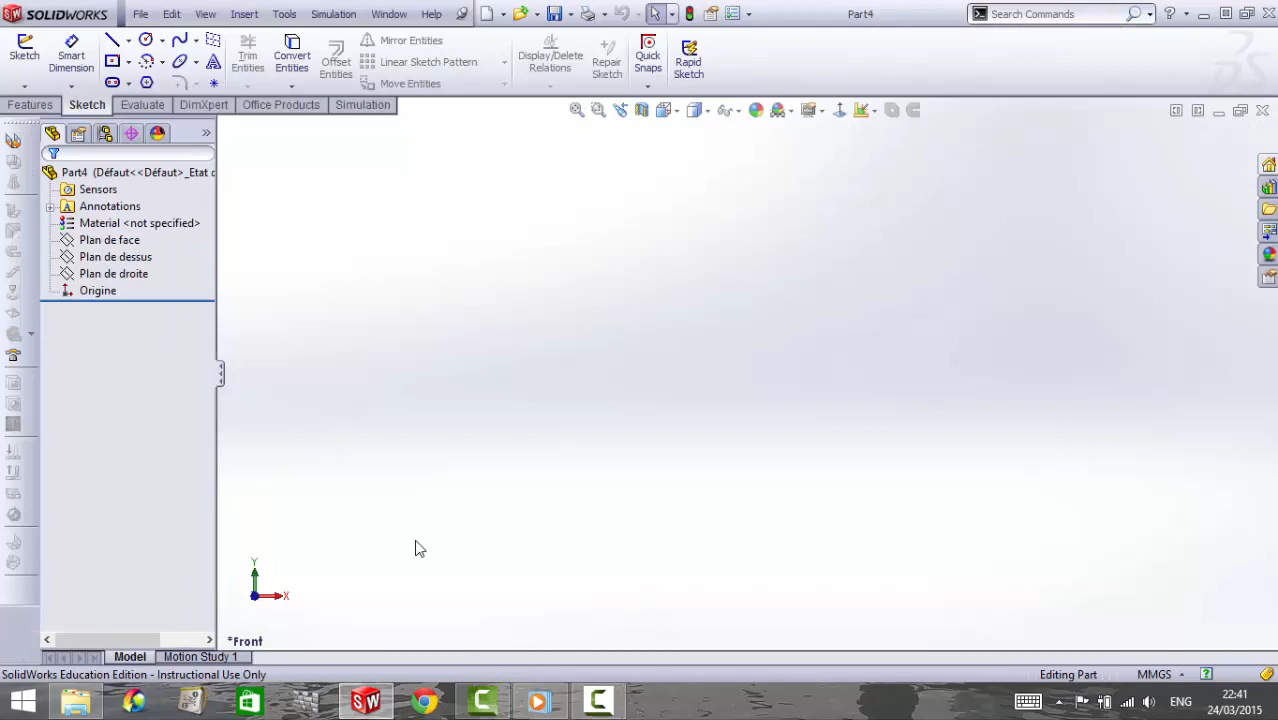 SOLIDWORKS File Edit View Insert Tools Simulation Window Help Part4 Search Commands
Sketch Smart Dimension Trim Entities Convert Entities Offset Entities Mirror Entities Linear Sketch Pattern Move Entities Display/Delete Relations Repair Sketch Quick Snaps Rapid Sketch
Features Sketch Evaluate DimXpert Office Products Simulation
Part4 (Défaut<<Défaut>_Etat d
Sensors
Annotations
Material <not specified>
Plan de face
Plan de dessus
Plan de droite
Origine
Y
X
*Front
Model Motion Study 1
SolidWorks Education Edition - Instructional Use Only Editing Part MMGS
ENG 22:41
24/03/2015